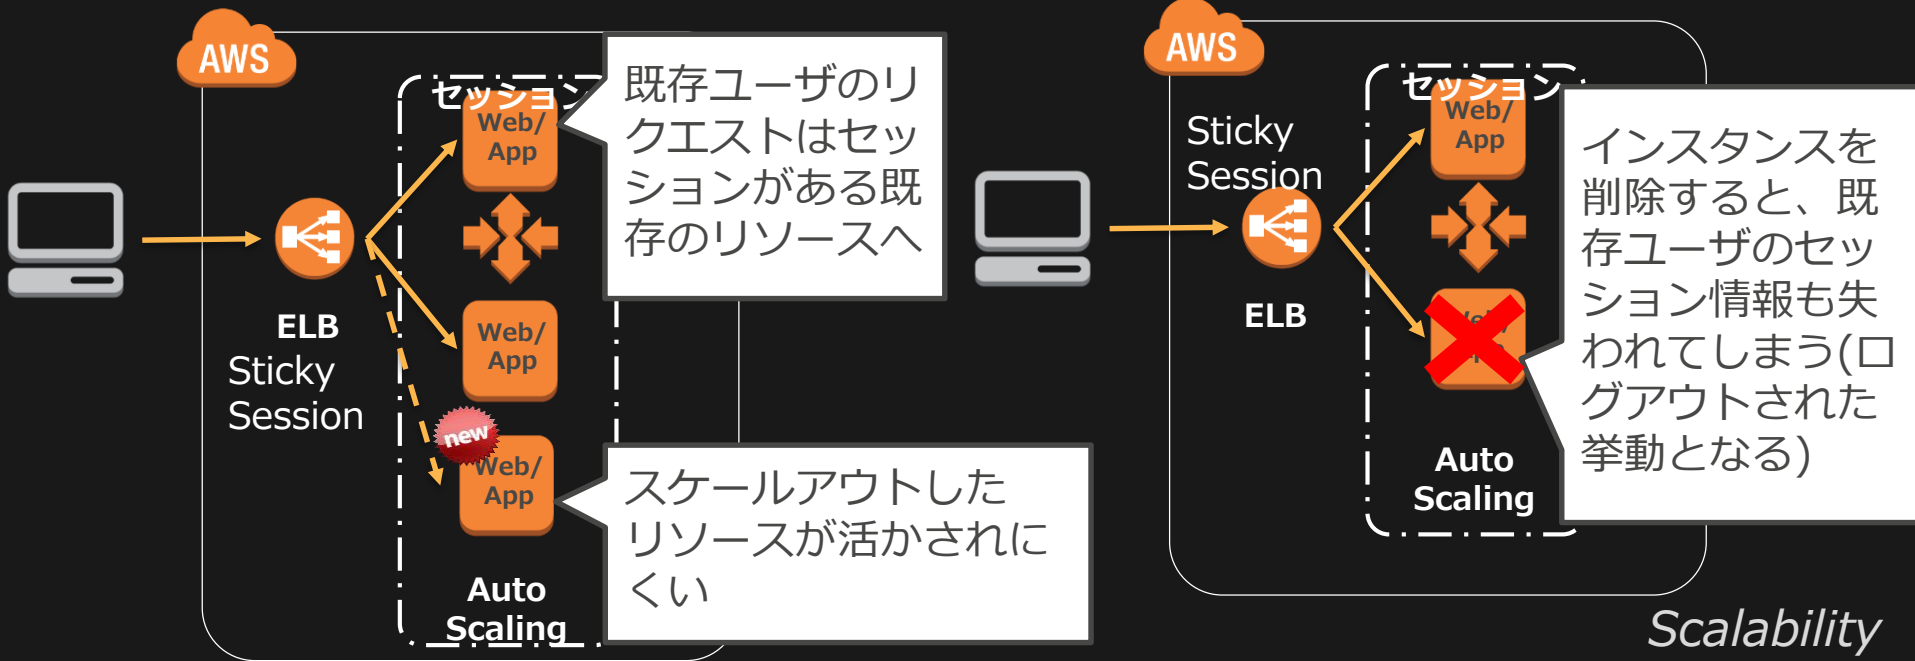 AWS
セッション
Web/
App
既存ユーザのリ
クエストはセッ
ションがある既
存のリソースへ
ELB
Sticky
Session
Web/
App
new
Web/
App
スケールアウトした
リソースが活かされに
くい
Auto
Scaling
AWS
Sticky
Session
ELB
セッション
Web/
App
インスタンスを
削除すると、既
存ユーザのセッ
ション情報も失
われてしまう(ロ
グアウトされた
挙動となる)
Auto
Scaling
Scalability